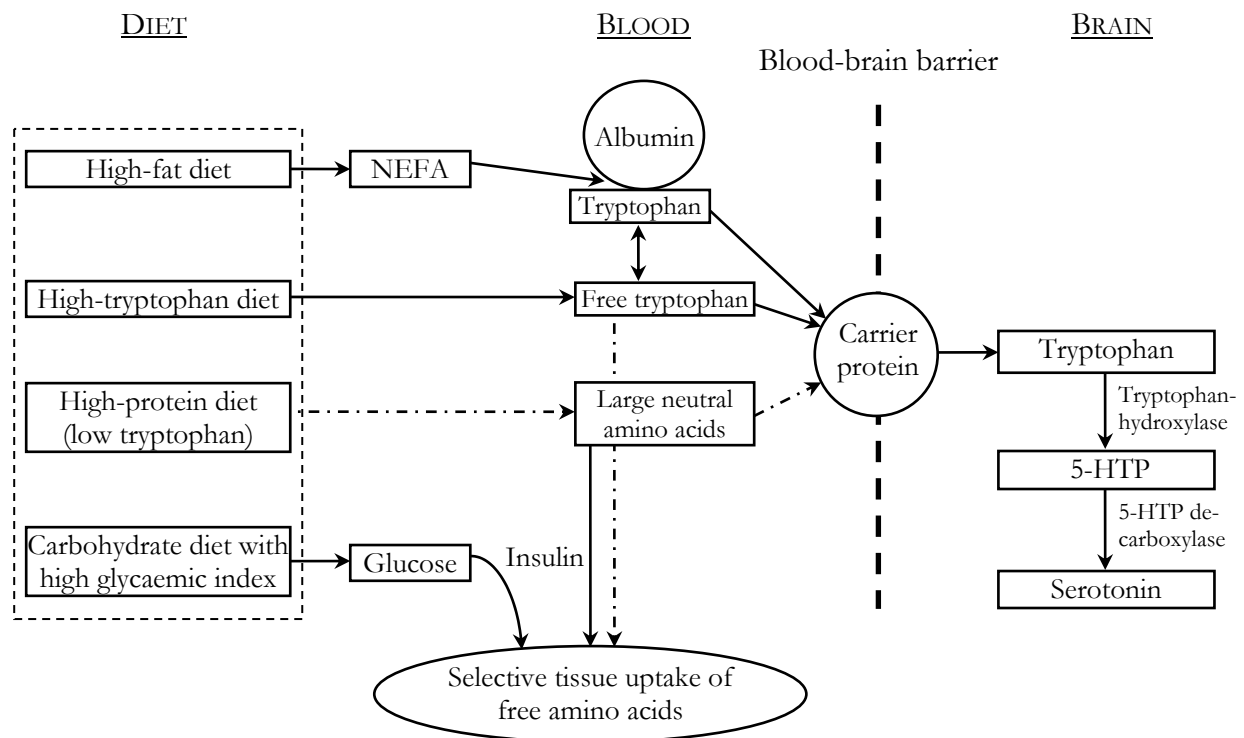 DIET
BLOOD
BRAIN
Blood-brain barrier
Albumin
High-fat diet
NEFA
Tryptophan
High-tryptophan diet
Free tryptophan
Carrier
protein
Tryptophan
High-protein diet
(low tryptophan)
Large neutral
amino acids
Tryptophan-
hydroxylase
5-HTP
Carbohydrate diet with
high glycaemic index
Glucose
Insulin
5-HTP de-
carboxylase
Serotonin
Selective tissue uptake of
free amino acids